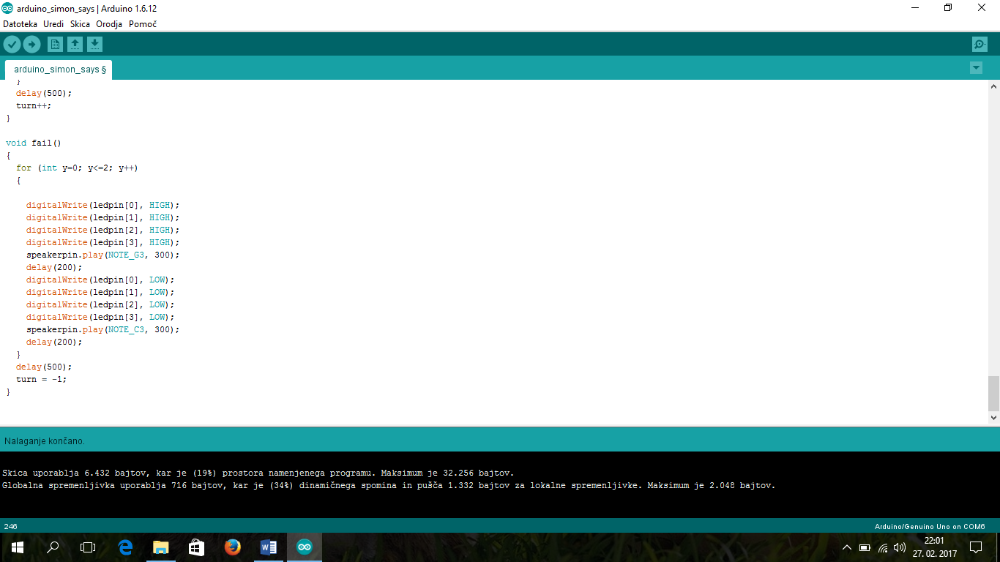 arduino_simon_says | Arduino 1.6.12
Datoteka Uredi Skica Orodja Pomoč
arduino_simon_says §
}
delay(500);
turn++;
}
void fail()
{
for (int y=0; y<=2; y++)
{
digitalWrite(ledpin[0], HIGH);
digitalWrite(ledpin[1], HIGH);
digitalWrite(ledpin[2], HIGH);
digitalWrite(ledpin[3], HIGH);
speakerpin.play(NOTE_G3, 300);
delay(200);
digitalWrite(ledpin[0], LOW);
digitalWrite(ledpin[1], LOW);
digitalWrite(ledpin[2], LOW);
digitalWrite(ledpin[3], LOW);
speakerpin.play(NOTE_C3, 300);
delay(200);
}
delay(500);
turn = -1;
}
Nalaganje končano.
Skica uporablja 6.432 bajtov, kar je (19%) prostora namenjenega programu. Maksimum je 32.256 bajtov.
Globalna spremenljivka uporablja 716 bajtov, kar je (34%) dinamičnega spomina in pušča 1.332 bajtov za lokalne spremenljivke. Maksimum je 2.048 bajtov.
246
Arduino/Genuino Uno on COM6
22:01
27. 02. 2017